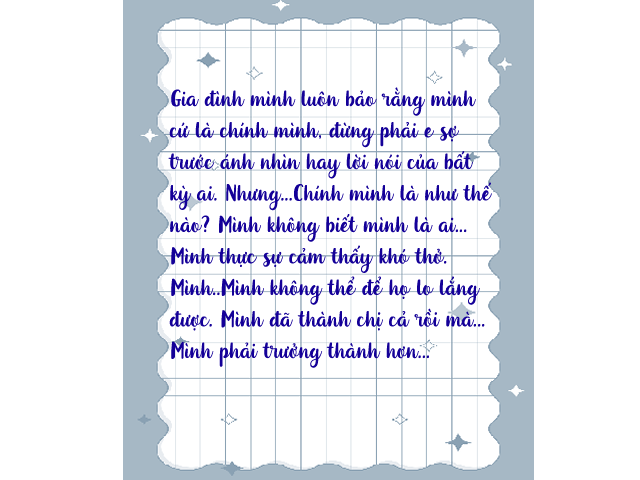 Gia đình mình luôn bảo rằng mình
cứ là chính mình, đừng phải e sợ
trước ánh nhìn hay lời nói của bất
kỳ ai. Nhưng...Chính mình là như thế
nào? Mình không biết mình là ai...
Mình thực sự cảm thấy khó thở.
Mình..Mình không thể để họ lo lắng
được. Mình đã thành chị cả rồi mà...
Mình phải trưởng thành hơn...